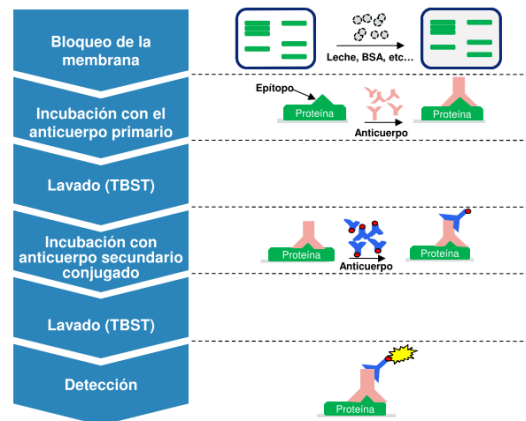 Bloqueo de la
membrana
Leche, BSA, etc...
Incubación con el
anticuerpo primario
Epítopo
Proteína
Anticuerpo
Proteína
Lavado (TBST)
Incubación con
anticuerpo secundario
conjugado
Proteína
Anticuerpo
Proteína
Lavado (TBST)
Detección
Proteína